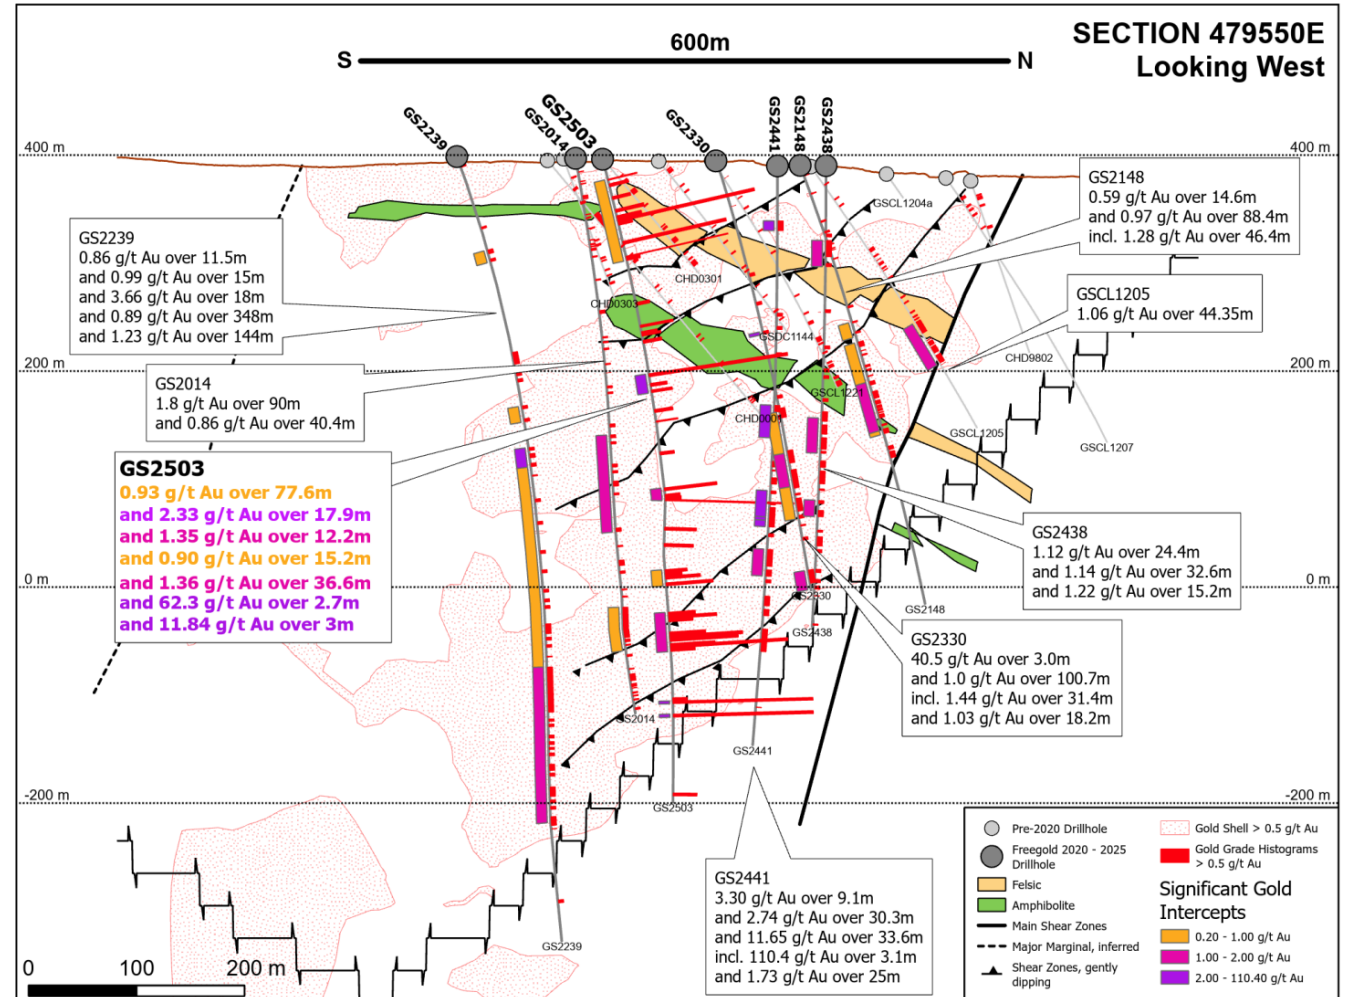 SECTION 479550E
Looking West
600m
S
N
GS2239
GS2014
GS2503
GS2330
GS2441
GS2148
GS2438
400 m
400 m
GS2148
0.59 g/t Au over 14.6m
and 0.97 g/t Au over 88.4m
incl. 1.28 g/t Au over 46.4m
GSCL1204a
GS2239
0.86 g/t Au over 11.5m
and 0.99 g/t Au over 15m
and 3.66 g/t Au over 18m
and 0.89 g/t Au over 348m
and 1.23 g/t Au over 144m
CHD0301
CHD0303
GSCL1205
1.06 g/t Au over 44.35m
GSDC1144
CHD9802
200 m
200 m
GS2014
1.8 g/t Au over 90m
and 0.86 g/t Au over 40.4m
GSCL1221
CHD0001
GSCL1205
GSCL1207
GS2503
0.93 g/t Au over 77.6m
and 2.33 g/t Au over 17.9m
and 1.35 g/t Au over 12.2m
and 0.90 g/t Au over 15.2m
and 1.36 g/t Au over 36.6m
and 62.3 g/t Au over 2.7m
and 11.84 g/t Au over 3m
GS2438
1.12 g/t Au over 24.4m
and 1.14 g/t Au over 32.6m
and 1.22 g/t Au over 15.2m
0 m
0 m
GS2330
GS2148
GS2438
GS2330
40.5 g/t Au over 3.0m
and 1.0 g/t Au over 100.7m
incl. 1.44 g/t Au over 31.4m
and 1.03 g/t Au over 18.2m
GS2014
GS2441
-200 m
-200 m
GS2503
GS2441
3.30 g/t Au over 9.1m
and 2.74 g/t Au over 30.3m
and 11.65 g/t Au over 33.6m
incl. 110.4 g/t Au over 3.1m
and 1.73 g/t Au over 25m
GS2239
0
100
200 m
Pre-2020 Drillhole
Freegold 2020 - 2025
Drillhole
Felsic
Amphibolite
Main Shear Zones
Major Marginal, inferred
Shear Zones, gently
dipping
Gold Shell > 0.5 g/t Au
Gold Grade Histograms
> 0.5 g/t Au
Significant Gold
Intercepts
0.20 - 1.00 g/t Au
1.00 - 2.00 g/t Au
2.00 - 110.40 g/t Au